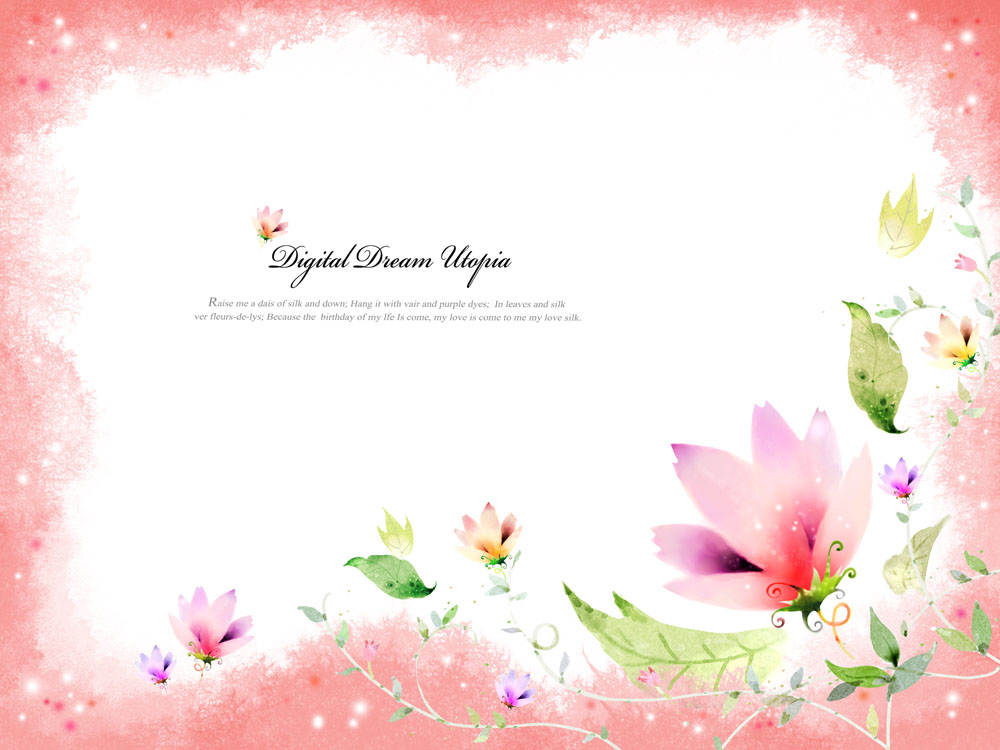 Digital Dream Utopia
Raise me a dais of silk and down; Hang it with vair and purple dyes; In leaves and silk
ver fleurs-de-lys; Because the birthday of my lfe Is come, my love is come to me my love silk.